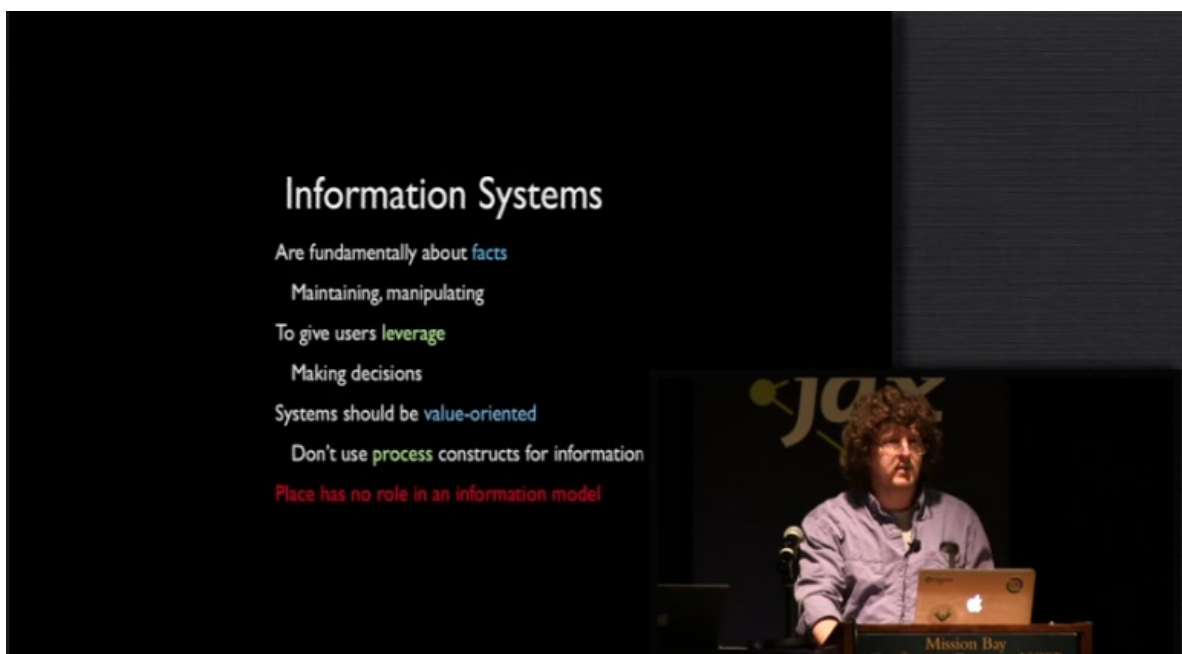 Information Systems
Are fundamentally about facts
Maintaining, manipulating
To give users leverage
Making decisions
Systems should be value-oriented
Don't use process constructs for information
Place has no role in an information model
jax
Mission Bay